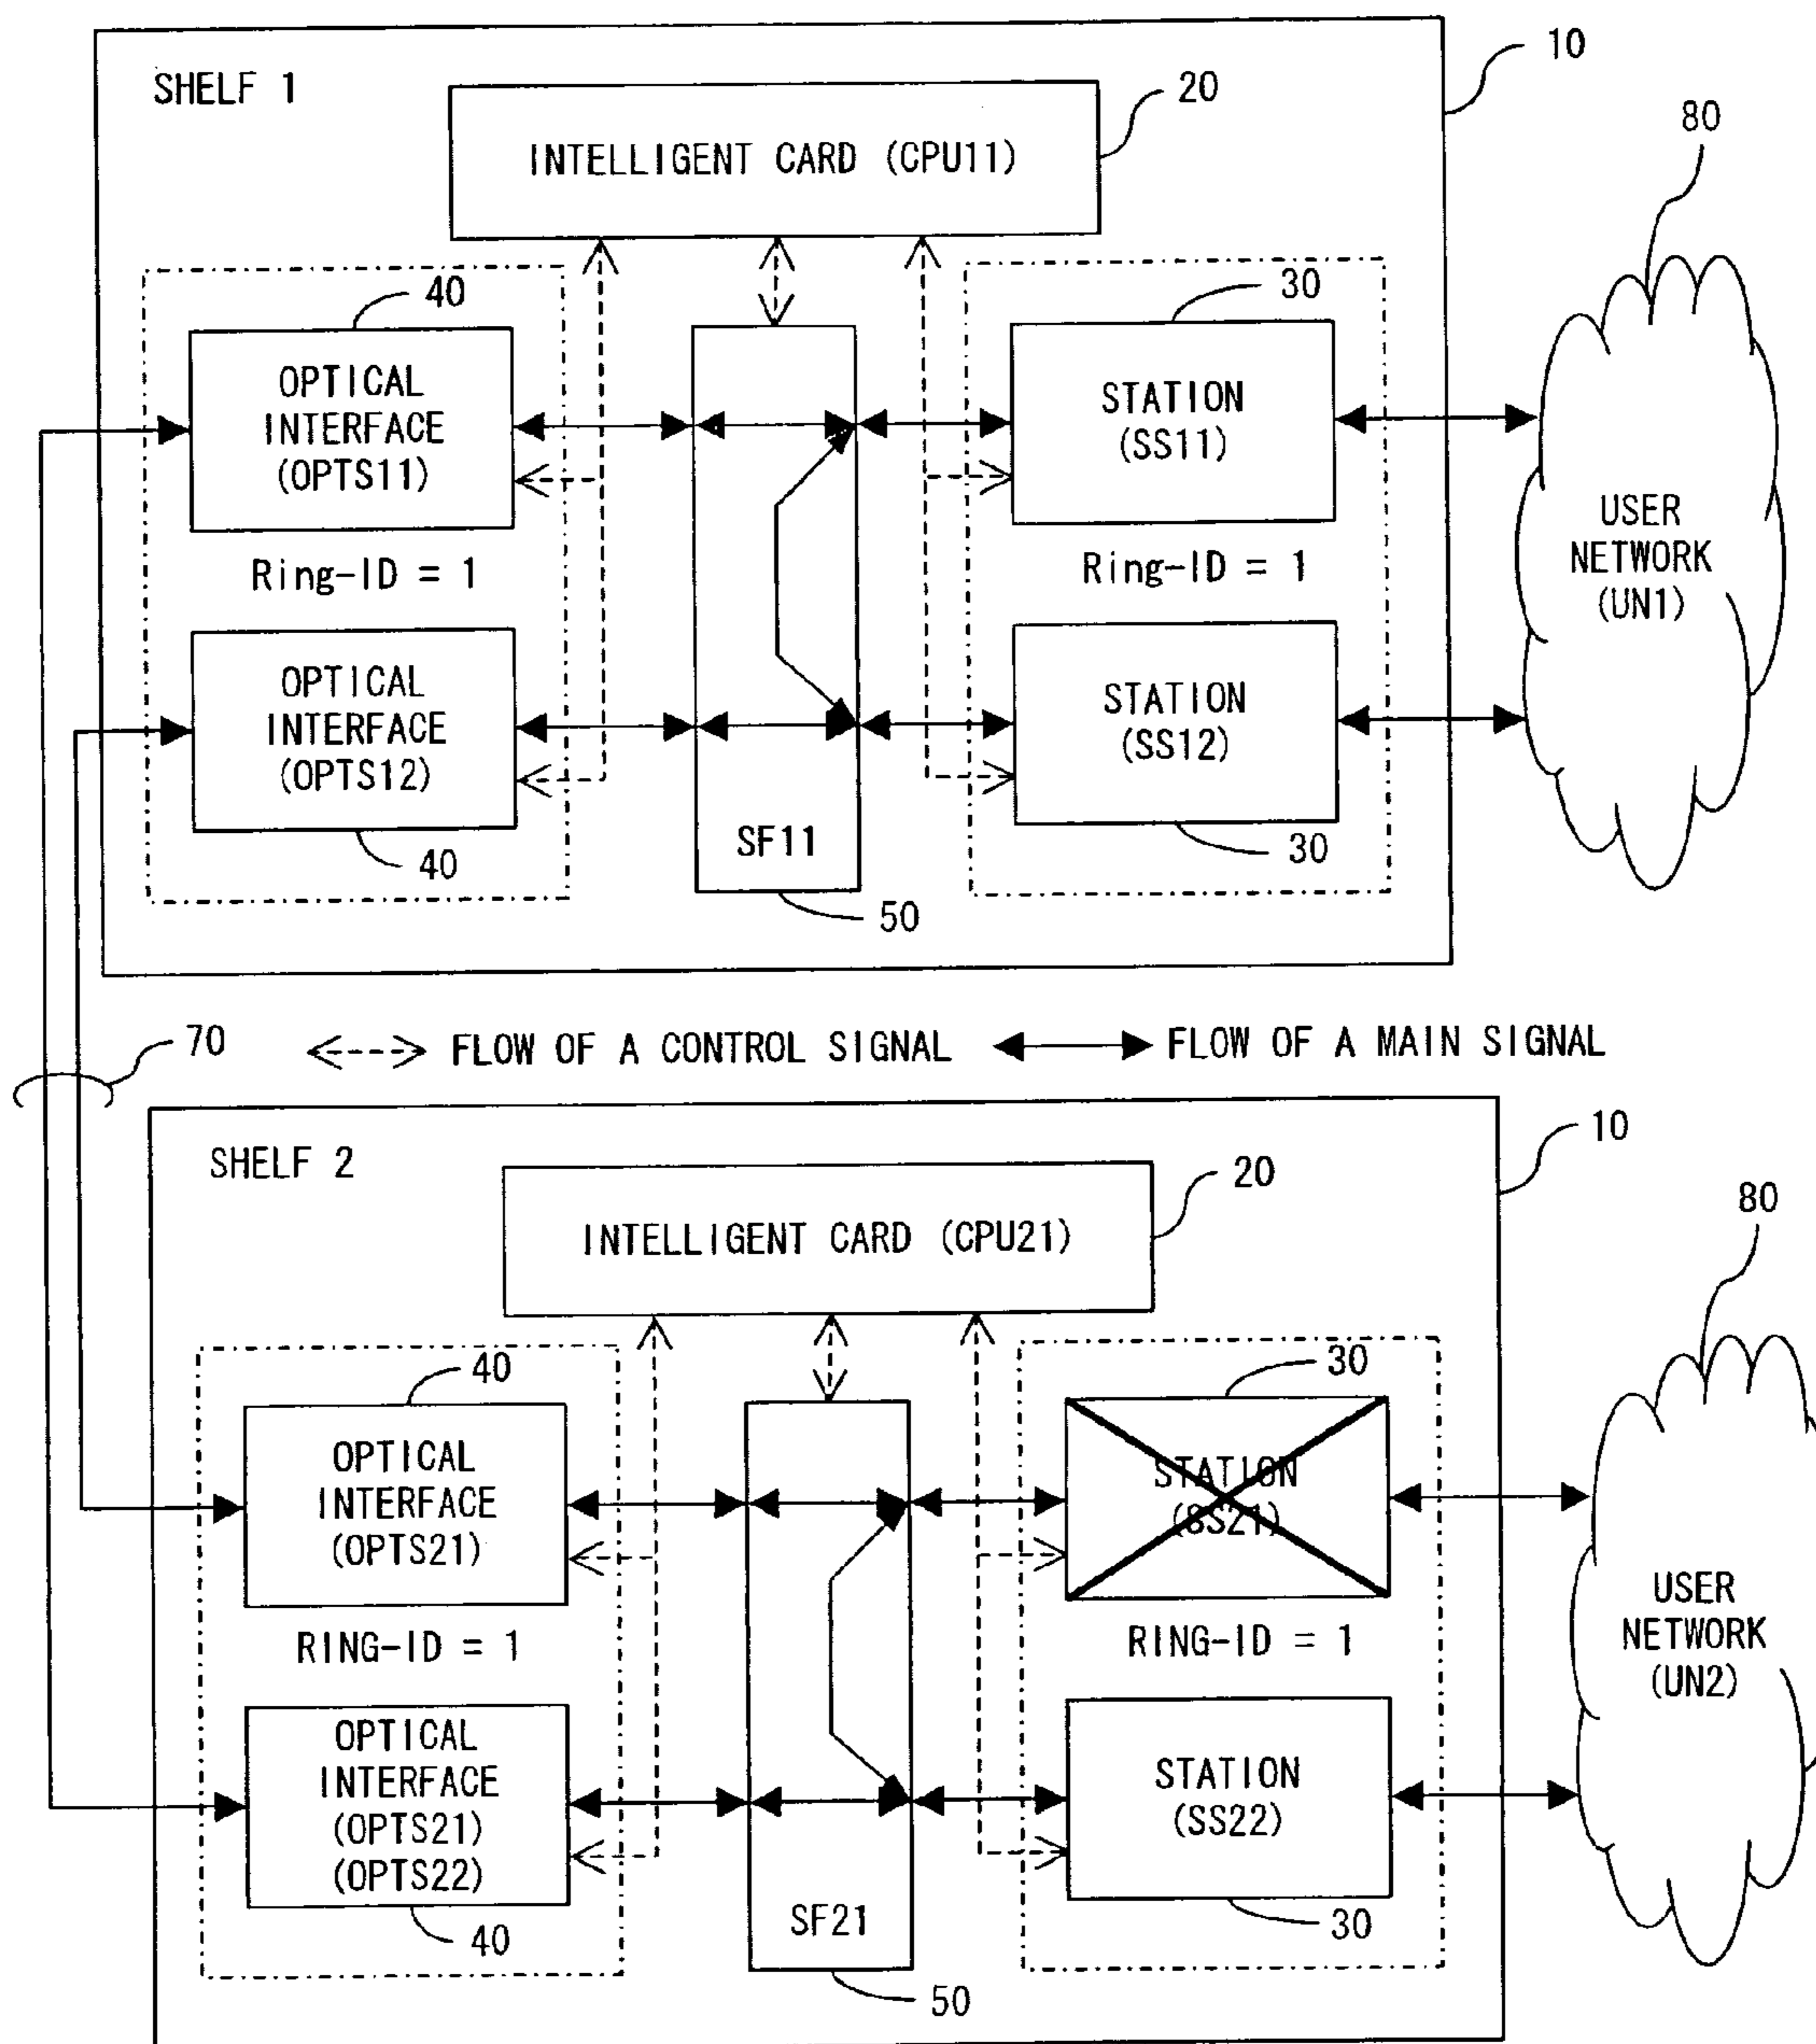 10
SHELF 1
20
INTELLIGENT CARD (CPU11)
80
40
30
OPTICAL
INTERFACE
(OPTS11)
STATION
(SS11)
USER
NETWORK
(UN1)
Ring-ID = 1
Ring-ID = 1
OPTICAL
INTERFACE
(OPTS12)
STATION
(SS12)
SF11
40
30
50
70
FLOW OF A CONTROL SIGNAL
FLOW OF A MAIN SIGNAL
10
SHELF 2
20
INTELLIGENT CARD (CPU21)
80
40
30
OPTICAL
INTERFACE
(OPTS21)
STATION
(SS21)
USER
NETWORK
(UN2)
RING-ID = 1
RING-ID = 1
OPTICAL
INTERFACE
(OPTS21)
(OPTS22)
STATION
(SS22)
SF21
40
30
50